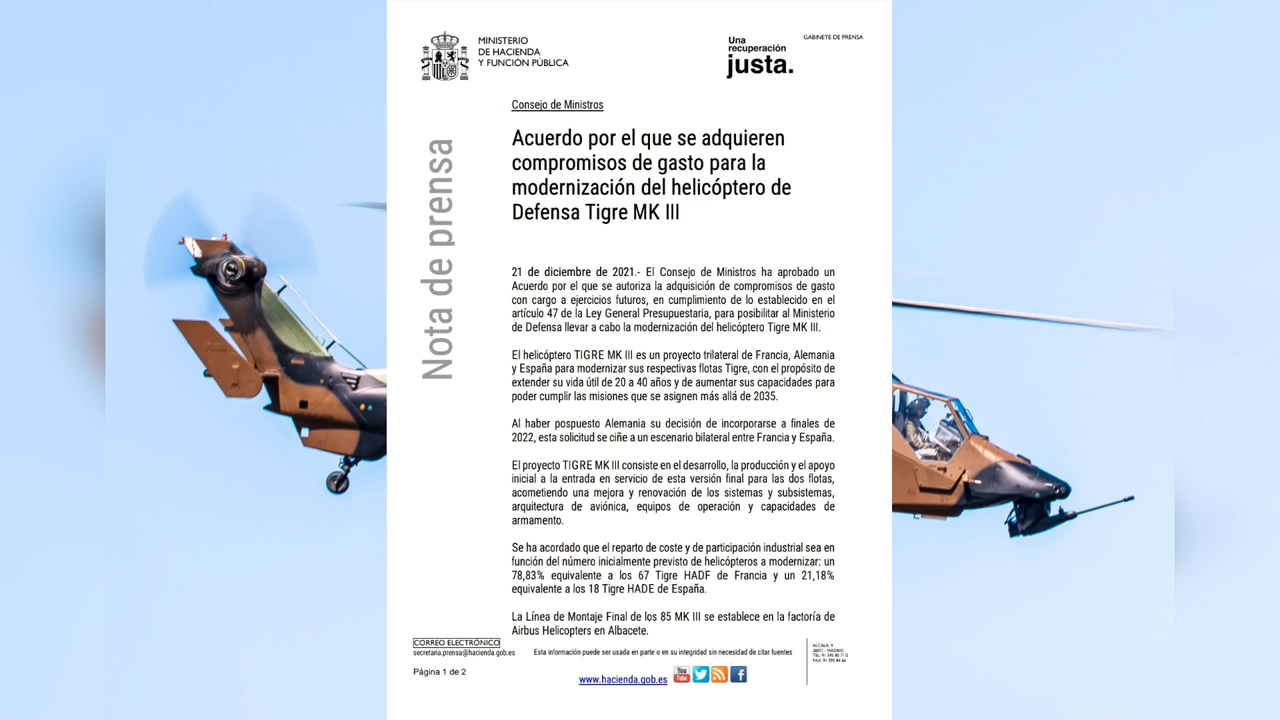 MINISTERIO
DE HACIENDA
Y FUNCIÓN PÚBLICA
Una
recuperación
justa.
GABINETE DE PRENSA
Nota de prensa
Consejo de Ministros
Acuerdo por el que se adquieren
compromisos de gasto para la
modernización del helicóptero de
Defensa Tigre MK III
21 de diciembre de 2021.- El Consejo de Ministros ha aprobado un
Acuerdo por el que se autoriza la adquisición de compromisos de gasto
con cargo a ejercicios futuros, en cumplimiento de lo establecido en el
artículo 47 de la Ley General Presupuestaria, para posibilitar al Ministerio
de Defensa llevar a cabo la modernización del helicóptero Tigre MK III.
El helicóptero TIGRE MK III es un proyecto trilateral de Francia, Alemania
y España para modernizar sus respectivas flotas Tigre, con el propósito de
extender su vida útil de 20 a 40 años y de aumentar sus capacidades para
poder cumplir las misiones que se asignen más allá de 2035.
Al haber pospuesto Alemania su decisión de incorporarse a finales de
2022, esta solicitud se ciñe a un escenario bilateral entre Francia y España.
El proyecto TIGRE MK III consiste en el desarrollo, la producción y el apoyo
inicial a la entrada en servicio de esta versión final para las dos flotas,
acometiendo una mejora y renovación de los sistemas y subsistemas,
arquitectura de aviónica, equipos de operación y capacidades de
armamento.
Se ha acordado que el reparto de coste y de participación industrial sea en
función del número inicialmente previsto de helicópteros a modernizar: un
78,83% equivalente a los 67 Tigre HADF de Francia y un 21,18%
equivalente a los 18 Tigre HADE de España.
La Línea de Montaje Final de los 85 MK III se establece en la factoría de
Airbus Helicopters en Albacete.
CORREO ELECTRÓNICO
secretaria.prensa@hacienda.gob.es
Esta información puede ser usada en parte o en su integridad sin necesidad de citar fuentes
Página 1 de 2
www.hacienda.gob.es
You
Tube
ALCALÁ, 9
28071 - MADRID